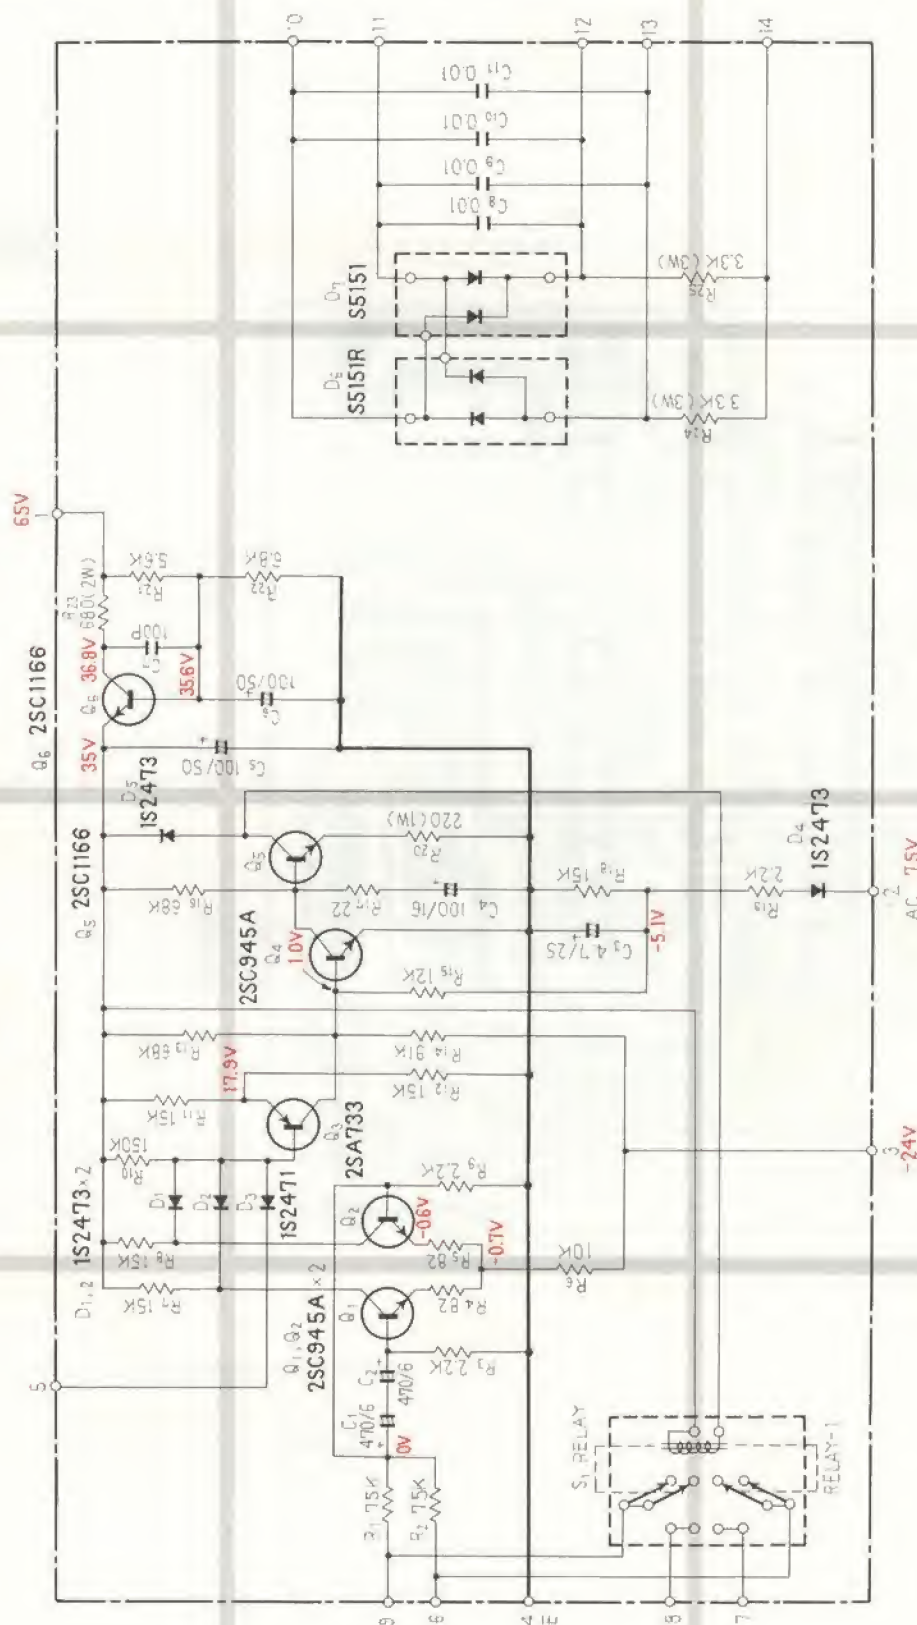 10
11
12
13
14
C11 0.01
C10 0.01
C9 0.01
C8 0.01
D7
S5151
D6
S5151R
R25
3.3K (3W)
R24
3.3K (3W)
65V
1
R23
680 (2W)
R21
5.6K
R22
6.8K
100P
36.8V
35.6V
Q6 2SC1166
Q6
100/50
35V
C5 100/50
D5
1S2473
Q5 2SC1166
Q5
R20
220 (1W)
R16 68K
R17 22
C4 100/16
R18 15K
D4
1S2473
R19
2.2K
2
AC 7.5V
2SC945A
Q4
1.0V
C3 4.7/25
-5.1V
R15 12K
R13 68K
R14 91K
R12 15K
17.9V
R11 15K
Q3
2SA733
R10
150K
D1
D2
D3
1S2471
D1,2 1S2473×2
R8 15K
R7 15K
Q2
-0.6V
R9 2.2K
R5 82
-0.7V
R6
10K
3
-24V
Q1,Q2
2SC945A×2
Q1
R4 82
R3 2.2K
5
C2
470/6
C1
470/6
0V
R1 75K
R2 75K
S1 RELAY
RELAY-1
9
6
4
E
8
7